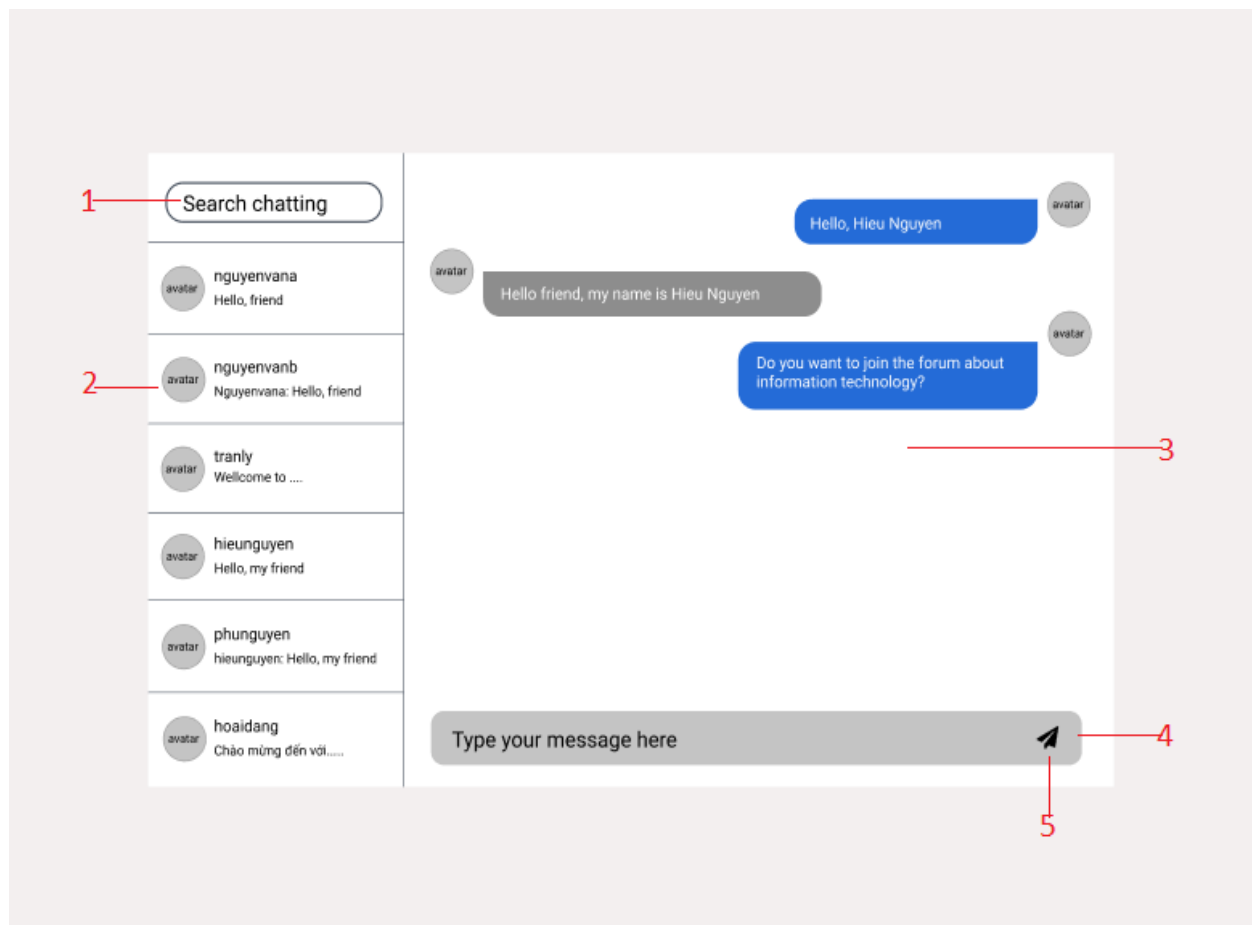 1
Search chatting
avatar
nguyenvana
Hello, friend
2
avatar
nguyenvanb
Nguyenvana: Hello, friend
avatar
tranly
Wellcome to ....
avatar
hieunguyen
Hello, my friend
avatar
phunguyen
hieunguyen: Hello, my friend
avatar
hoaidang
Chào mừng đến với.....
avatar
Hello, Hieu Nguyen
avatar
Hello friend, my name is Hieu Nguyen
avatar
Do you want to join the forum about
information technology?
3
Type your message here
4
5